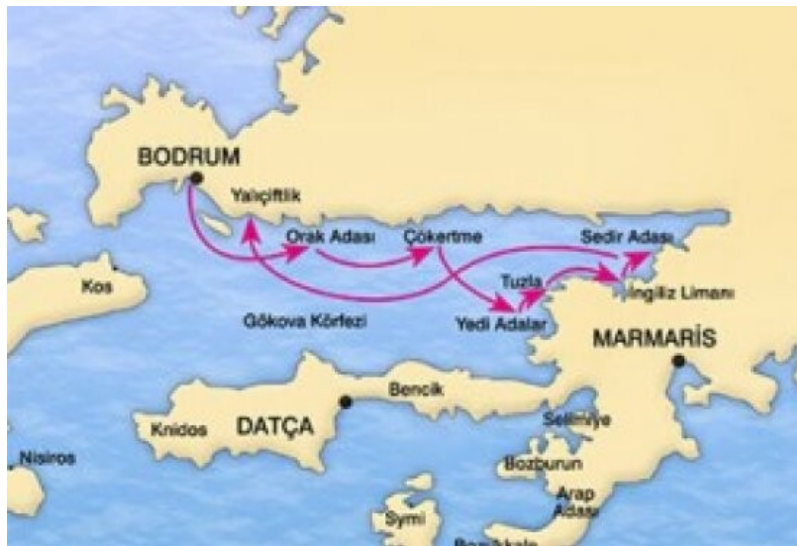 BODRUM
Yalıçiftlik
Orak Adası
Çökertme
Sedir Adası
Kos
Tuzla
İngiliz Limanı
Gökova Körfezi
Yedi Adalar
MARMARİS
Bencik
Knidos
DATÇA
Selimiye
Nisiros
Bozburun
Arap
Adası
Symi